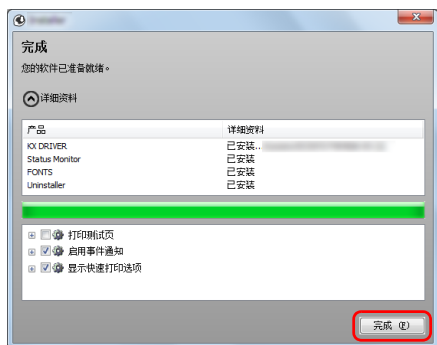 完成
您的软件已准备就绪。
详细资料
产品 详细资料
KX DRIVER 已安装..
Status Monitor 已安装
FONTS 已安装
Uninstaller 已安装
打印测试页
启用事件通知
显示快速打印选项
完成 (F)